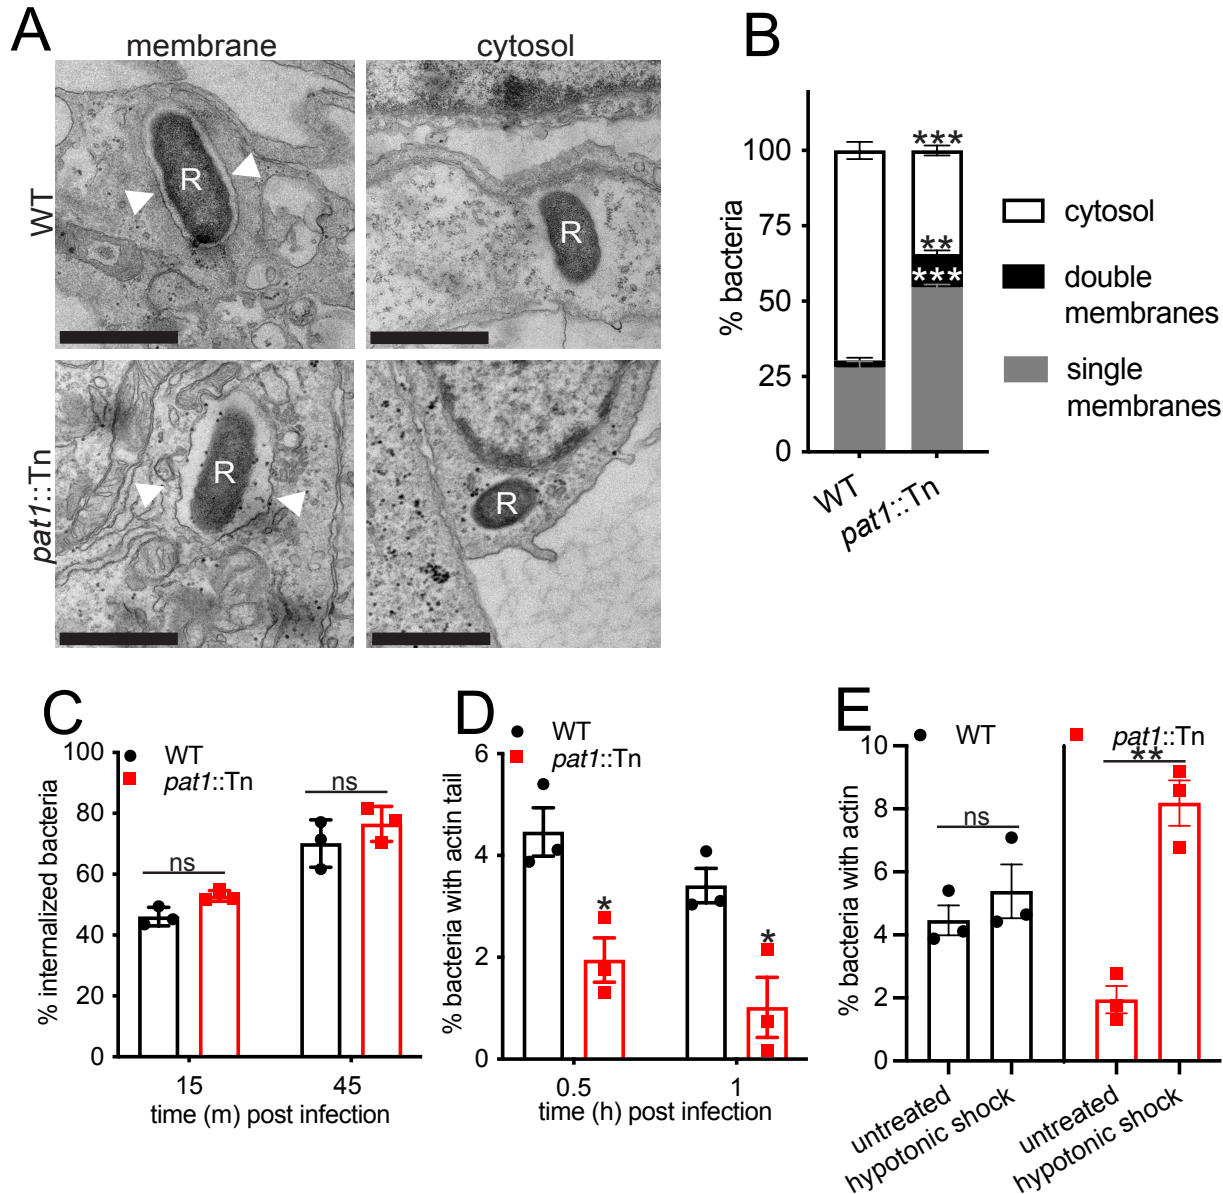 A
membrane
cytosol
WT
R
R
pat1::Tn
R
R
B
% bacteria
100
75
50
25
0
***
**
***
WT
pat1::Tn
cytosol
double
membranes
single
membranes
C
WT
pat1::Tn
% internalized bacteria
100
80
60
40
20
0
ns
ns
15
45
time (m) post infection
D
WT
pat1::Tn
% bacteria with actin tail
6
4
2
0
*
*
0.5
1
time (h) post infection
E
WT
pat1::Tn
% bacteria with actin
10
8
6
4
2
0
ns
**
untreated
hypotonic shock
untreated
hypotonic shock